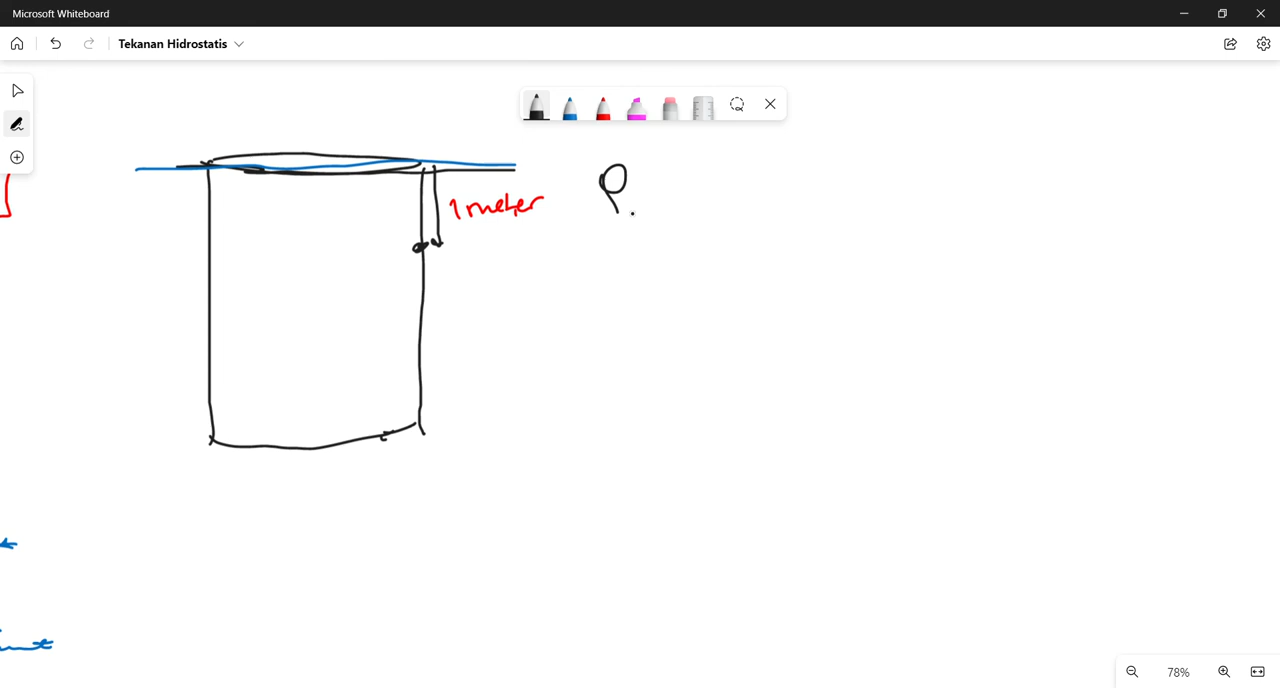 Microsoft Whiteboard
Tekanan Hidrostatis
1 meter
P
78%